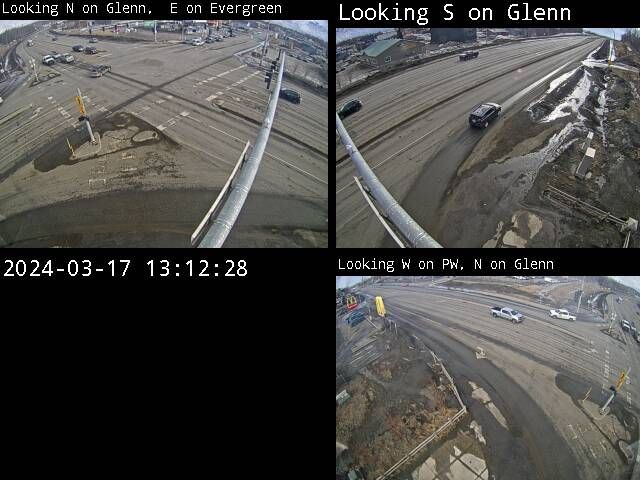 Looking N on Glenn,  E on Evergreen
Looking S on Glenn
2024-03-17 13:12:28
Looking W on PW, N on Glenn